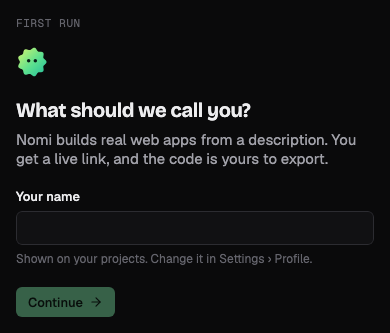 FIRST RUN
What should we call you?
Nomi builds real web apps from a description. You
get a live link, and the code is yours to export.
Your name
Shown on your projects. Change it in Settings › Profile.
Continue →